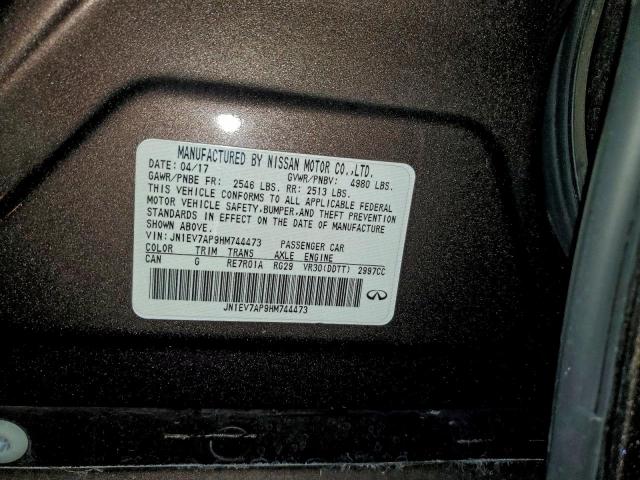 MANUFACTURED BY NISSAN MOTOR CO.,LTD.
DATE: 04/17 GVWR/PNBV: 4980 LBS.
GAWR/PNBE FR: 2546 LBS. RR: 2513 LBS.
THIS VEHICLE CONFORMS TO ALL APPLICABLE FEDERAL
MOTOR VEHICLE SAFETY,BUMPER,AND THEFT PREVENTION
STANDARDS IN EFFECT ON THE DATE OF MANUFACTURE
SHOWN ABOVE.
VIN: JN1EV7AP9HM744473 PASSENGER CAR
COLOR TRIM TRANS AXLE ENGINE
CAN G RE7R01A RG29 VR30(DDTT) 2997CC
JN1EV7AP9HM744473